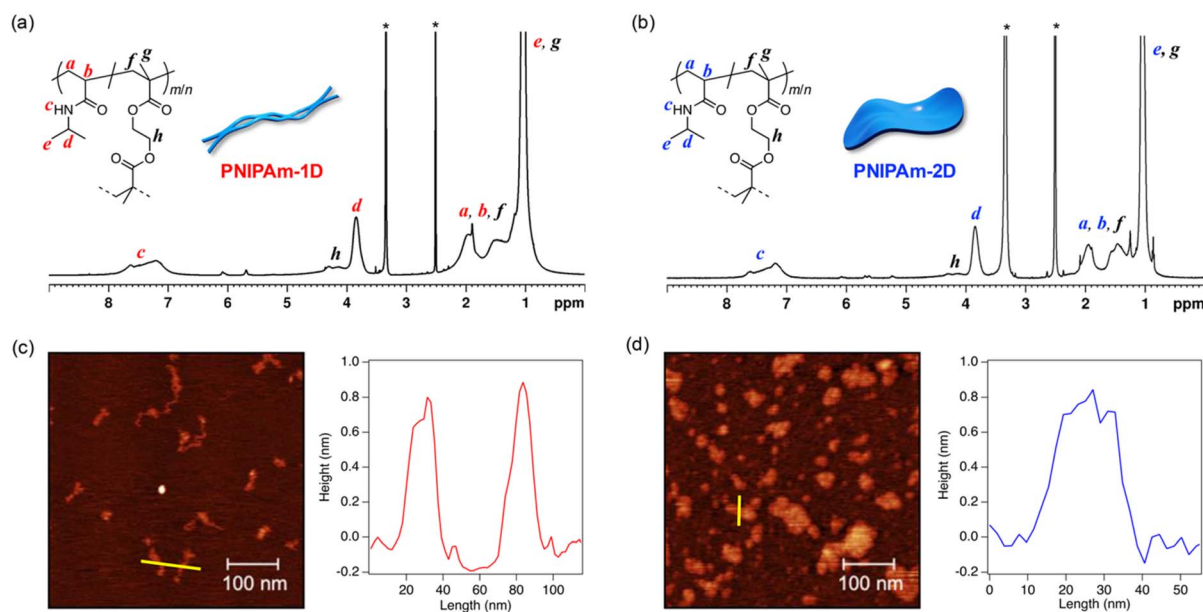 (a)
* *
e, g
a b f g
m/n
c HN O O O
e d
h
O
O
PNIPAm-1D
d
a, b, f
c
h
8 7 6 5 4 3 2 1 ppm
(b)
* *
e, g
a b f g
m/n
c HN O O O
e d
h
O
O
PNIPAm-2D
d
a, b, f
c
h
8 7 6 5 4 3 2 1 ppm
(c)
100 nm
Height (nm)
1.0
0.8
0.6
0.4
0.2
0.0
-0.2
20 40 60 80 100
Length (nm)
(d)
100 nm
Height (nm)
1.0
0.8
0.6
0.4
0.2
0.0
-0.2
0 10 20 30 40 50
Length (nm)